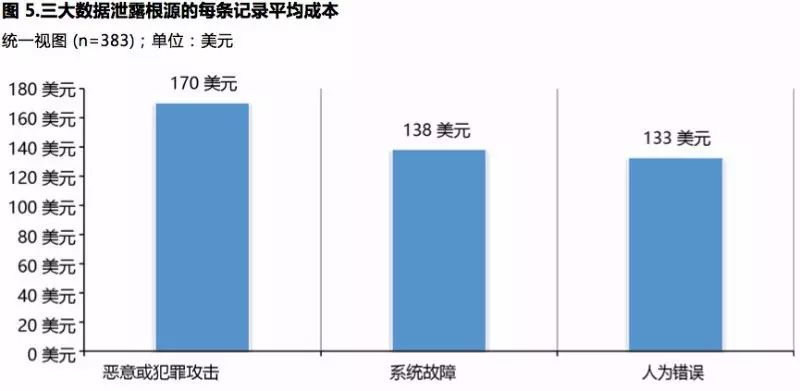 图 5.三大数据泄露根源的每条记录平均成本
统一视图 (n=383)；单位：美元
180 美元
160 美元
140 美元
120 美元
100 美元
80 美元
60 美元
40 美元
20 美元
0 美元
170 美元
138 美元
133 美元
恶意或犯罪攻击
系统故障
人为错误